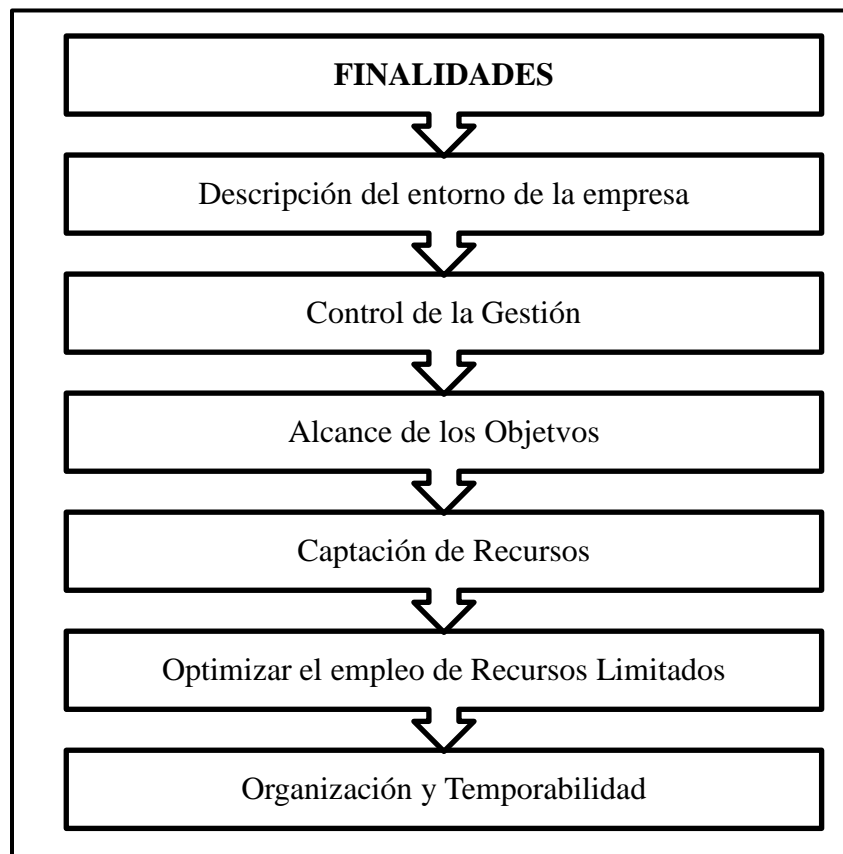 FINALIDADES
Descripción del entorno de la empresa
Control de la Gestión
Alcance de los Objetvos
Captación de Recursos
Optimizar el empleo de Recursos Limitados
Organización y Temporabilidad